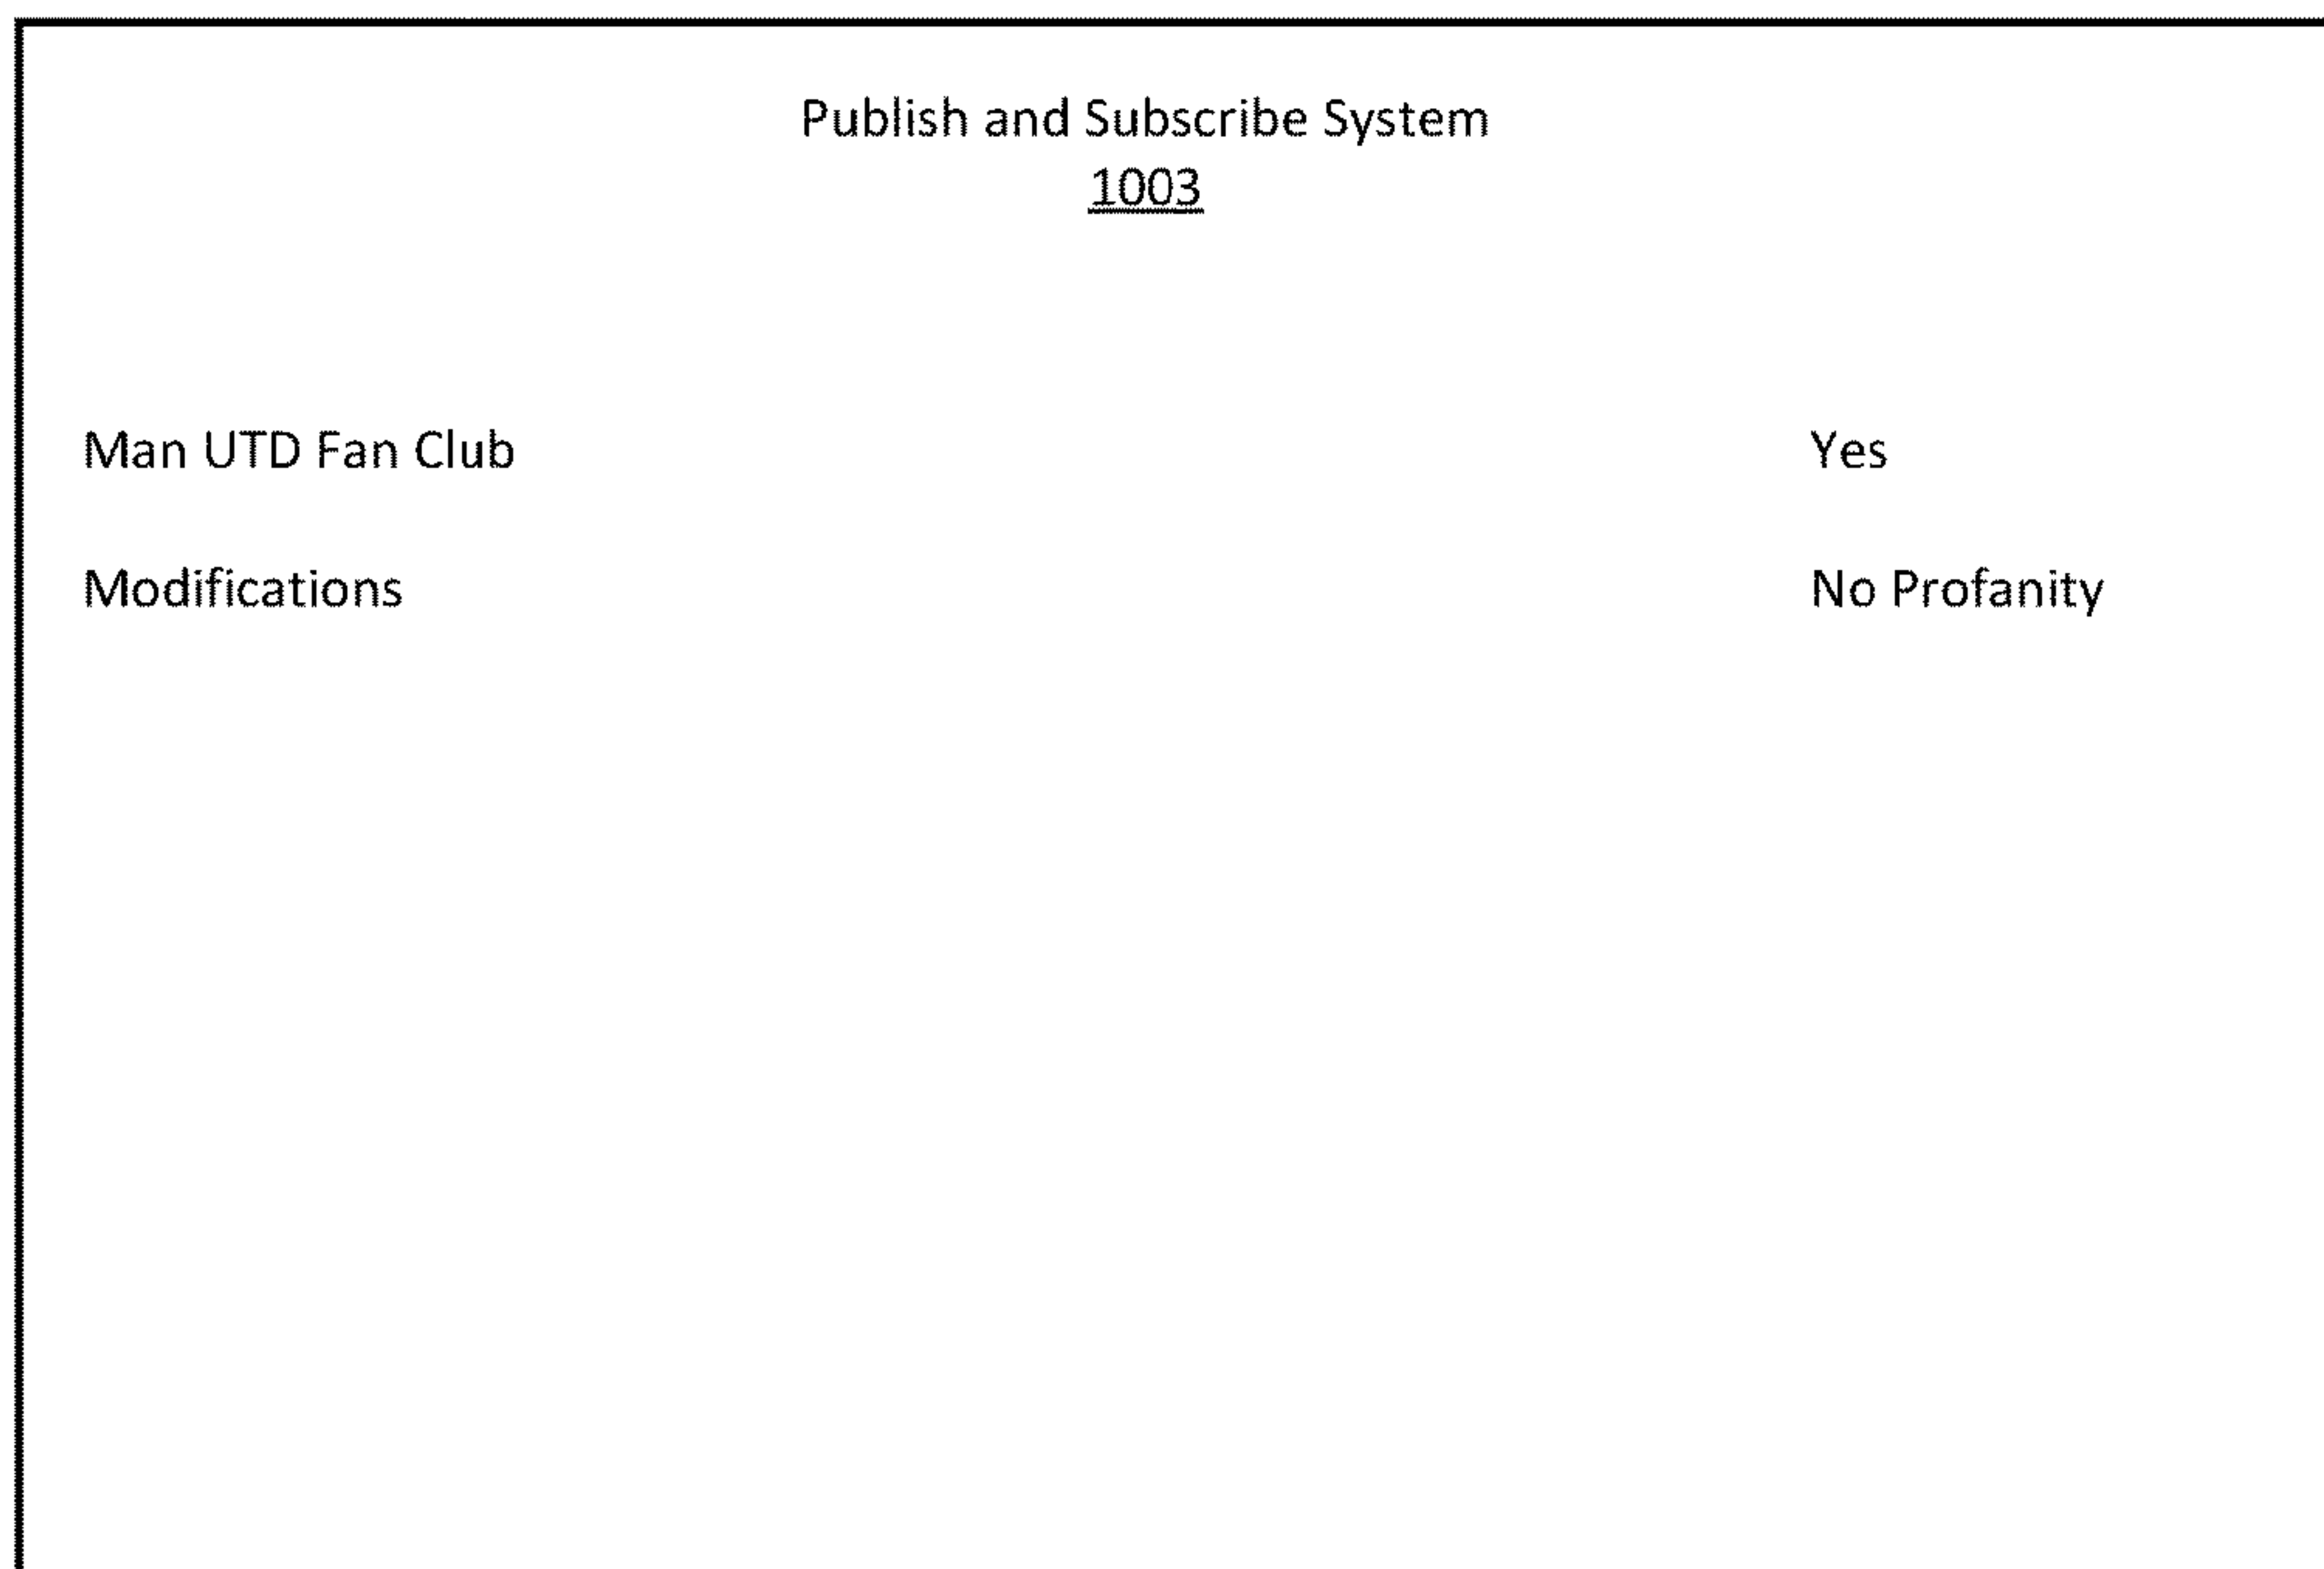 Publish and Subscribe System
1003
Man UTD Fan Club Yes
Modifications No Profanity